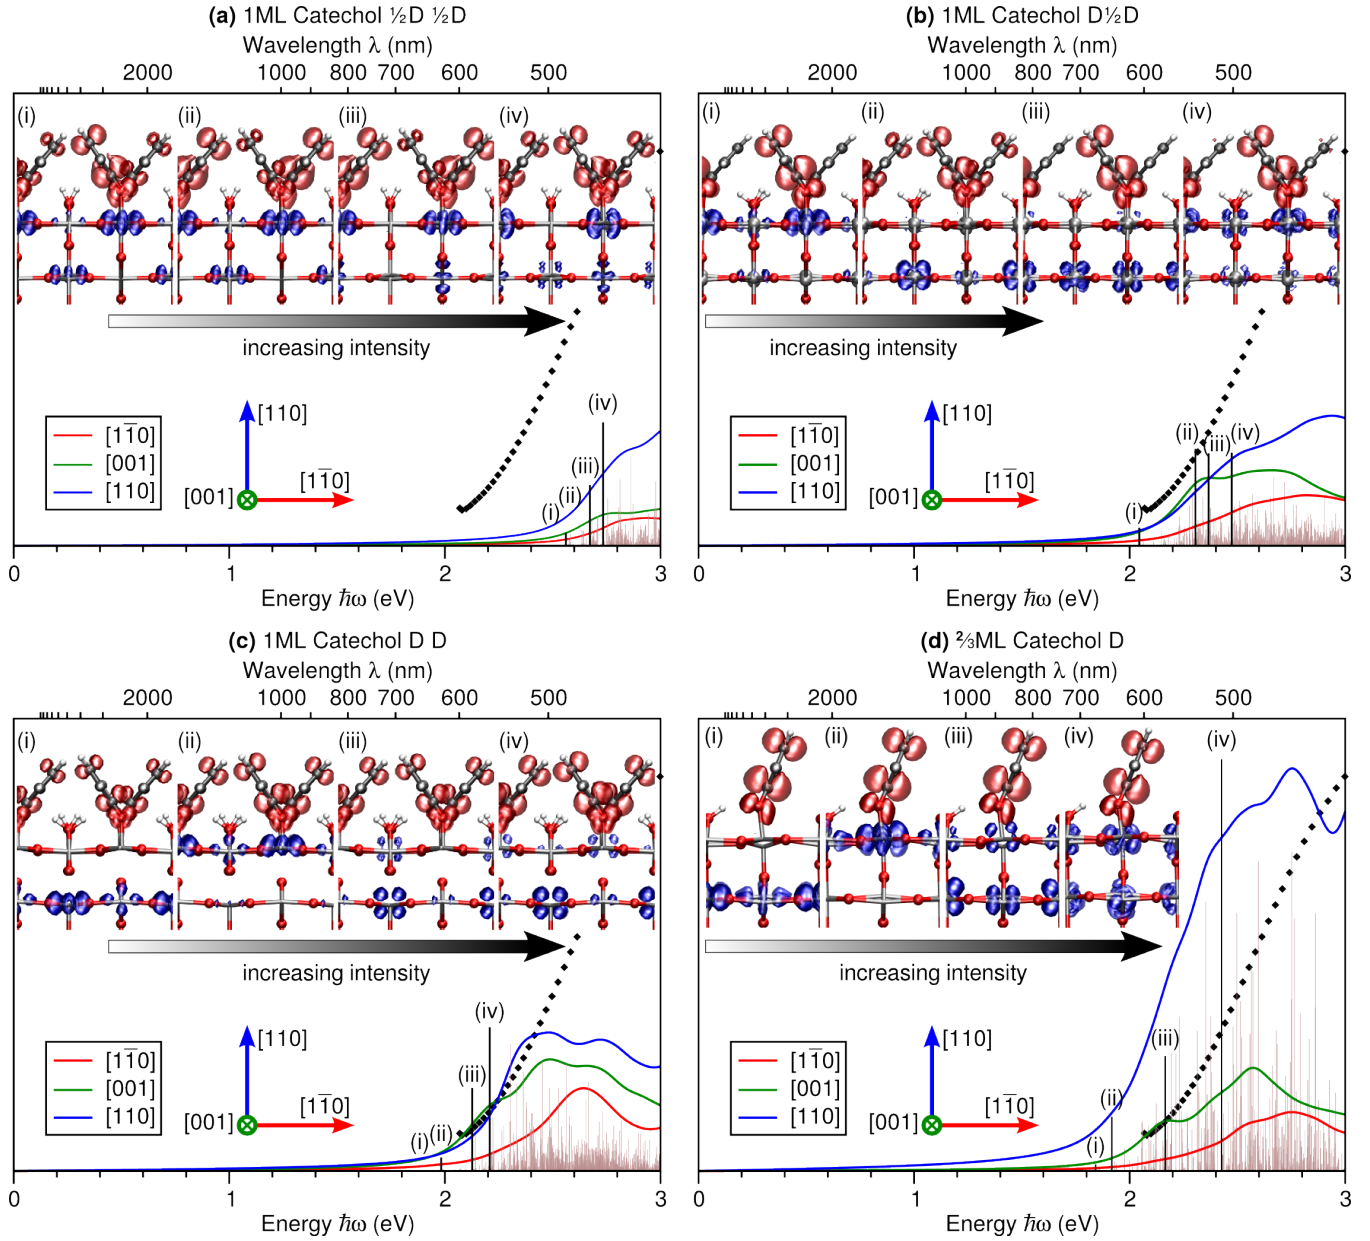 (a) 1ML Catechol ½D ½D
Wavelength λ (nm)
2000 1000 800 700 600 500
(i) (ii) (iii) (iv)
increasing intensity
[11̅0]
[001]
[110]
[110]
[001] [11̅0]
(i) (ii) (iii) (iv)
0 1 2 3
Energy ℏω (eV)
(b) 1ML Catechol D½D
Wavelength λ (nm)
2000 1000 800 700 600 500
(i) (ii) (iii) (iv)
increasing intensity
[11̅0]
[001]
[110]
[110]
[001] [11̅0]
(i) (ii) (iii) (iv)
0 1 2 3
Energy ℏω (eV)
(c) 1ML Catechol D D
Wavelength λ (nm)
2000 1000 800 700 600 500
(i) (ii) (iii) (iv)
increasing intensity
[11̅0]
[001]
[110]
[110]
[001] [11̅0]
(i) (ii) (iii) (iv)
0 1 2 3
Energy ℏω (eV)
(d) ⅔ML Catechol D
Wavelength λ (nm)
2000 1000 800 700 600 500
(i) (ii) (iii) (iv)
increasing intensity
[11̅0]
[001]
[110]
[110]
[001] [11̅0]
(i) (ii) (iii) (iv)
0 1 2 3
Energy ℏω (eV)